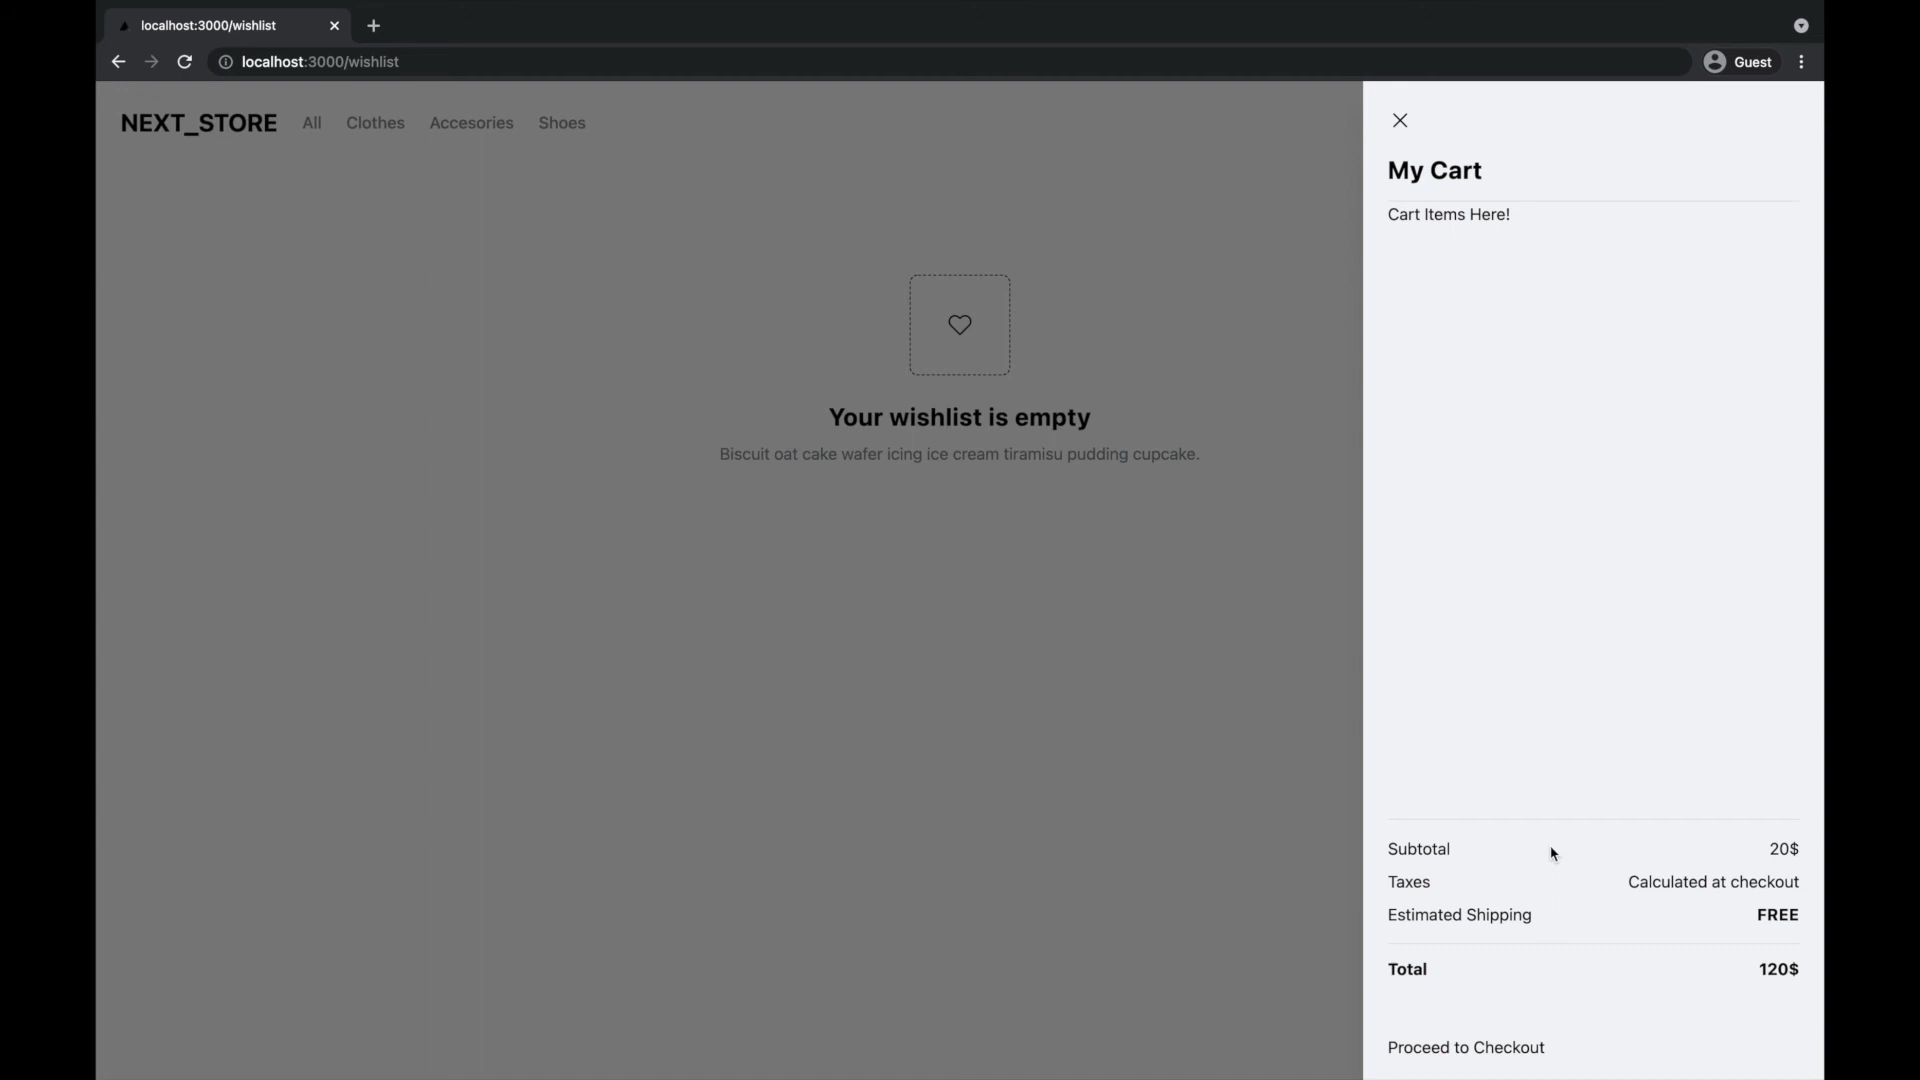 localhost:3000/wishlist
localhost:3000/wishlist
Guest
NEXT_STORE All Clothes Accesories Shoes
Your wishlist is empty
Biscuit oat cake wafer icing ice cream tiramisu pudding cupcake.
My Cart
Cart Items Here!
Subtotal 20$
Taxes Calculated at checkout
Estimated Shipping FREE
Total 120$
Proceed to Checkout